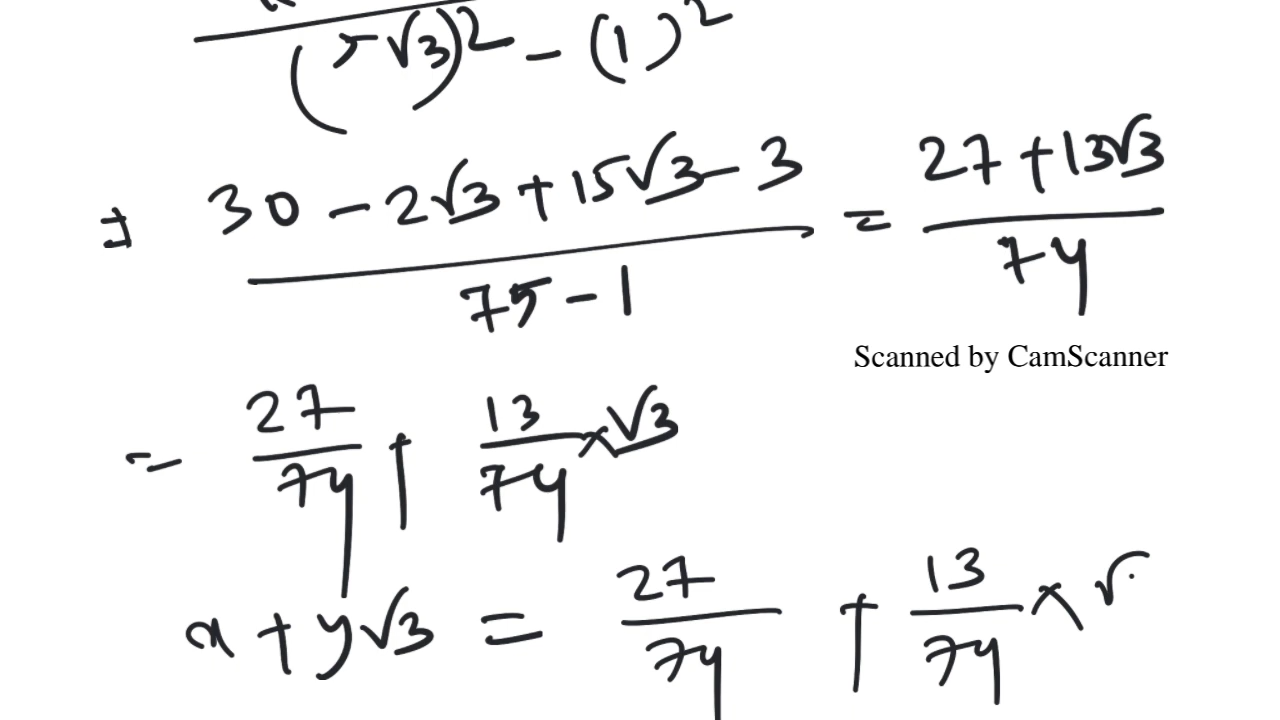 (5√3)² - (1)²
⇒ (30 - 2√3 + 15√3 - 3)/(75 - 1) = (27 + 13√3)/74
Scanned by CamScanner
= 27/74 + 13/74 × √3
x + y√3 = 27/74 + 13/74 × √